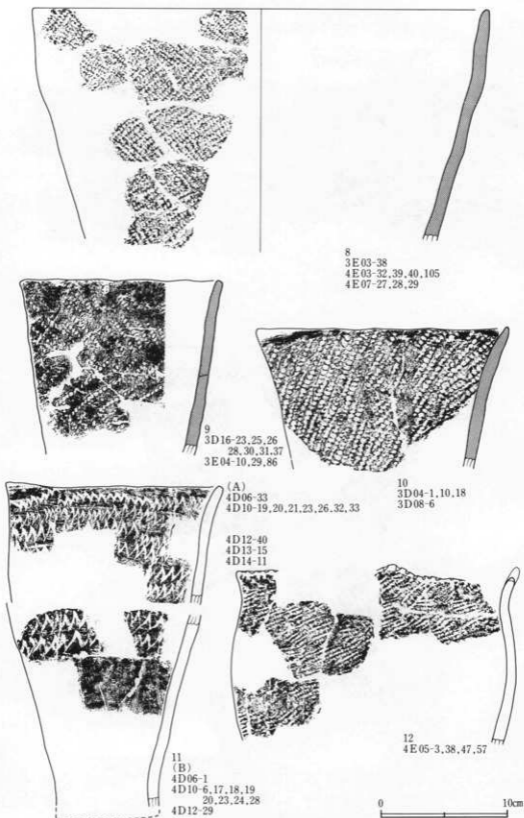 8
3E03-38
4E03-32,39,40,105
4E07-27,28,29
9
3D16-23,25,26
28,30,31,37
3E04-10,29,86
10
3D04-1,10,18
3D08-6
(A)
4D06-33
4D10-19,20,21,23,26,32,33
4D12-40
4D13-15
4D14-11
11
(B)
4D06-1
4D10-6,17,18,19
20,23,24,28
4D12-29
12
4E05-3,38,47,57
0
10cm